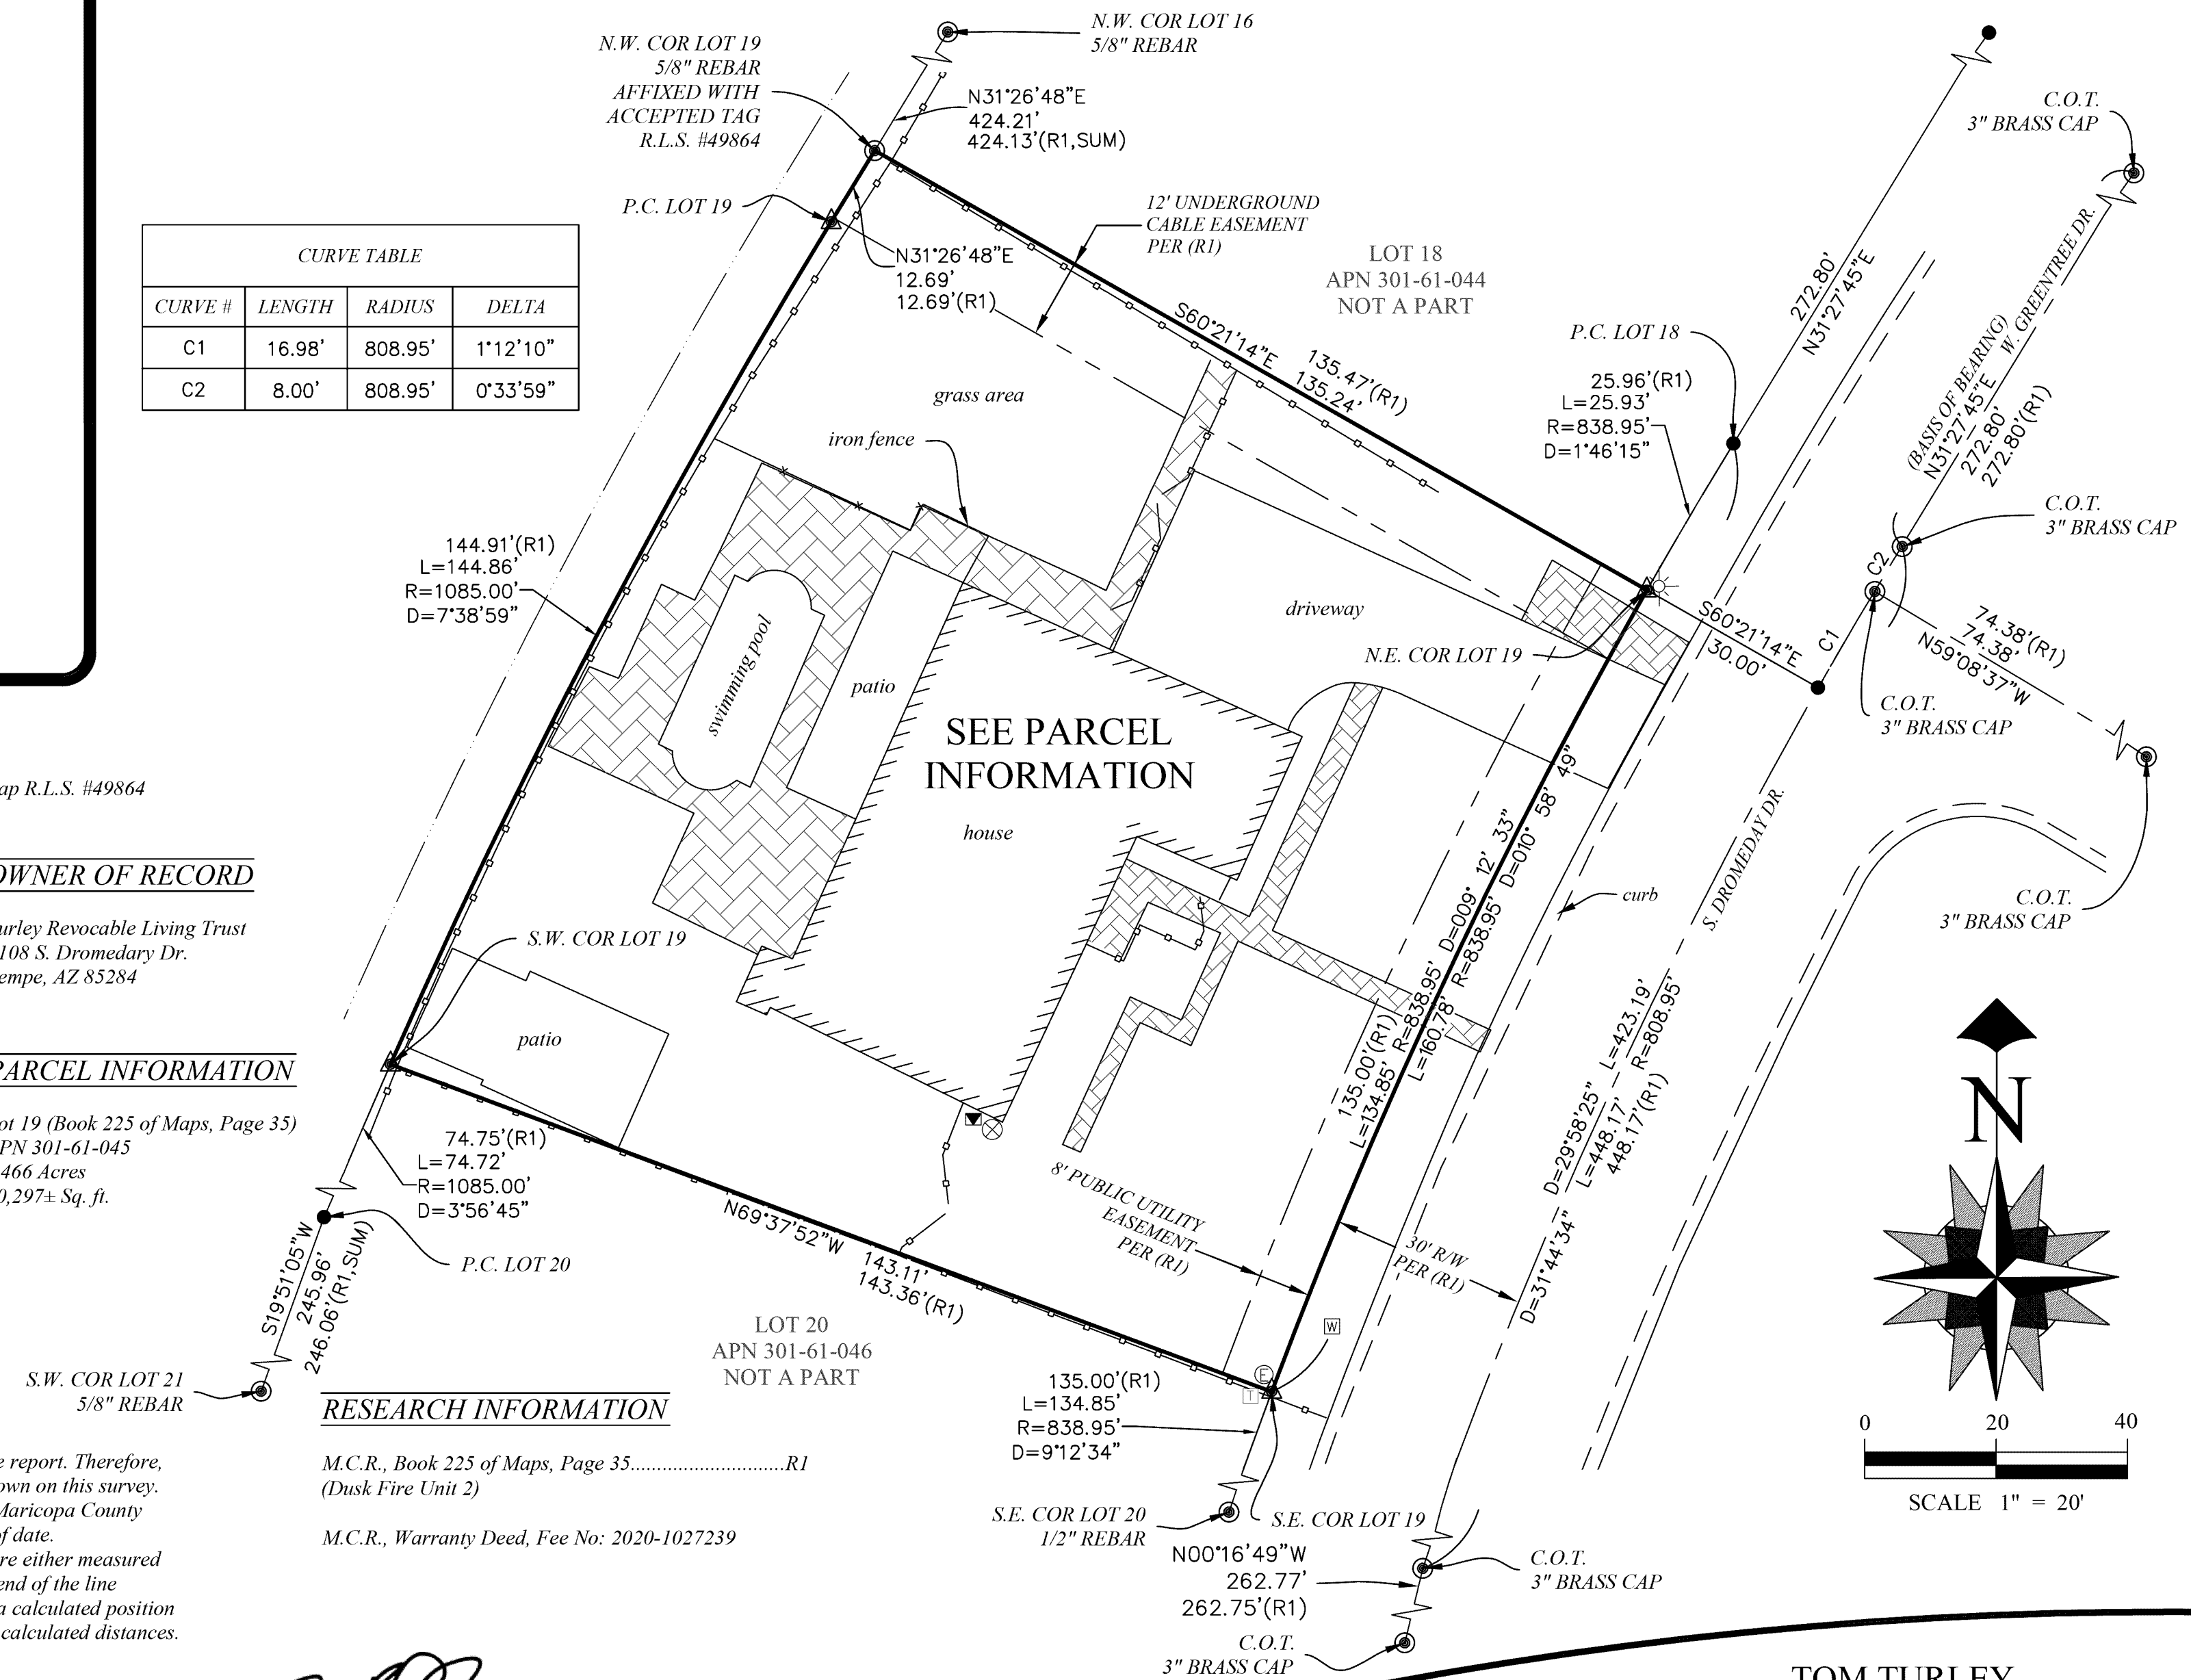 N.W. COR LOT 16
5/8" REBAR
N.W. COR LOT 19
5/8" REBAR
AFFIXED WITH
ACCEPTED TAG
R.L.S. #49864
N31°26'48"E
424.21'
424.13'(R1,SUM)
C.O.T.
3" BRASS CAP
P.C. LOT 19
12' UNDERGROUND
CABLE EASEMENT
PER (R1)
N31°26'48"E
12.69'
12.69'(R1)
LOT 18
APN 301-61-044
NOT A PART
CURVE TABLE
CURVE # LENGTH RADIUS DELTA
C1 16.98' 808.95' 1°12'10"
C2 8.00' 808.95' 0°33'59"
272.80'
N31°27'45"E
W. GREENTREE DR.
(BASIS OF BEARING)
N31°27'45"E
272.80'
272.80'(R1)
S60°21'14"E
135.47'(R1)
135.24'
P.C. LOT 18
25.96'(R1)
L=25.93'
R=838.95'
D=1°46'15"
grass area
iron fence
C.O.T.
3" BRASS CAP
144.91'(R1)
L=144.86'
R=1085.00'
D=7°38'59"
C2
C1
driveway
S60°21'14"E
30.00'
74.38'(R1)
74.38'
N59°08'37"W
N.E. COR LOT 19
swimming pool
patio
C.O.T.
3" BRASS CAP
SEE PARCEL
INFORMATION
house
ap R.L.S. #49864
OWNER OF RECORD
urley Revocable Living Trust
108 S. Dromedary Dr.
empe, AZ 85284
S.W. COR LOT 19
curb
S. DROMEDAY DR.
C.O.T.
3" BRASS CAP
135.00'(R1)
L=134.85' R=838.95' D=009° 12' 33"
L=160.78' R=838.95' D=010° 58' 49"
D=29°58'25" L=423.19'
L=448.17' R=808.95'
D=31°44'34" 448.17'(R1)
patio
PARCEL INFORMATION
ot 19 (Book 225 of Maps, Page 35)
PN 301-61-045
466 Acres
0,297± Sq. ft.
N
74.75'(R1)
L=74.72'
R=1085.00'
D=3°56'45"
8' PUBLIC UTILITY
EASEMENT
PER (R1)
30' R/W
PER (R1)
N69°37'52"W
143.11'
143.36'(R1)
P.C. LOT 20
S19°51'05"W
245.96'
246.06'(R1,SUM)
LOT 20
APN 301-61-046
NOT A PART
W
E
T
S.W. COR LOT 21
5/8" REBAR
135.00'(R1)
L=134.85'
R=838.95'
D=9°12'34"
RESEARCH INFORMATION
M.C.R., Book 225 of Maps, Page 35.............................R1
(Dusk Fire Unit 2)
M.C.R., Warranty Deed, Fee No: 2020-1027239
0 20 40
SCALE 1" = 20'
e report. Therefore,
own on this survey.
Maricopa County
of date.
re either measured
end of the line
a calculated position
calculated distances.
S.E. COR LOT 20
1/2" REBAR
S.E. COR LOT 19
N00°16'49"W
262.77'
262.75'(R1)
C.O.T.
3" BRASS CAP
C.O.T.
3" BRASS CAP
TOM TURLEY